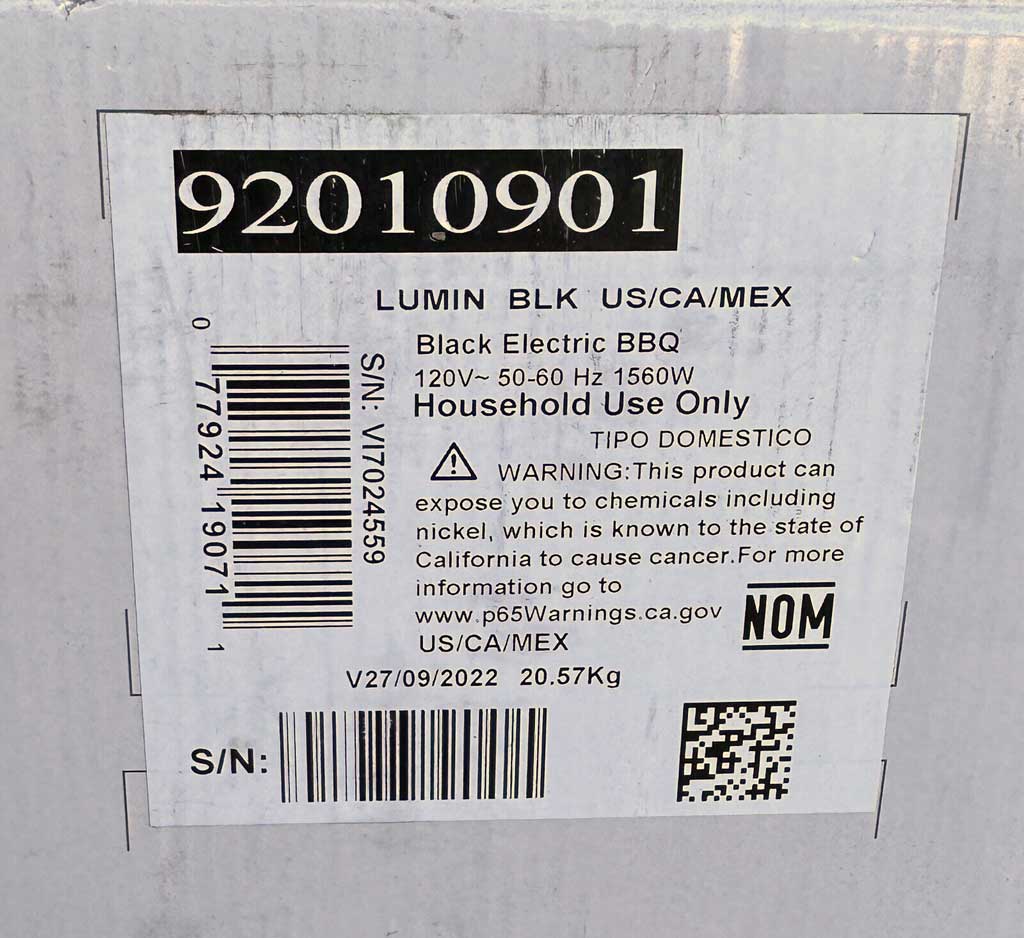 92010901
LUMIN BLK US/CA/MEX
Black Electric BBQ
120V~ 50-60 Hz 1560W
Household Use Only
TIPO DOMESTICO
WARNING:This product can
expose you to chemicals including
nickel, which is known to the state of
California to cause cancer.For more
information go to
www.p65Warnings.ca.gov
US/CA/MEX
NOM
V27/09/2022 20.57Kg
S/N: VI7024559
0 77924 19071 1
S/N: